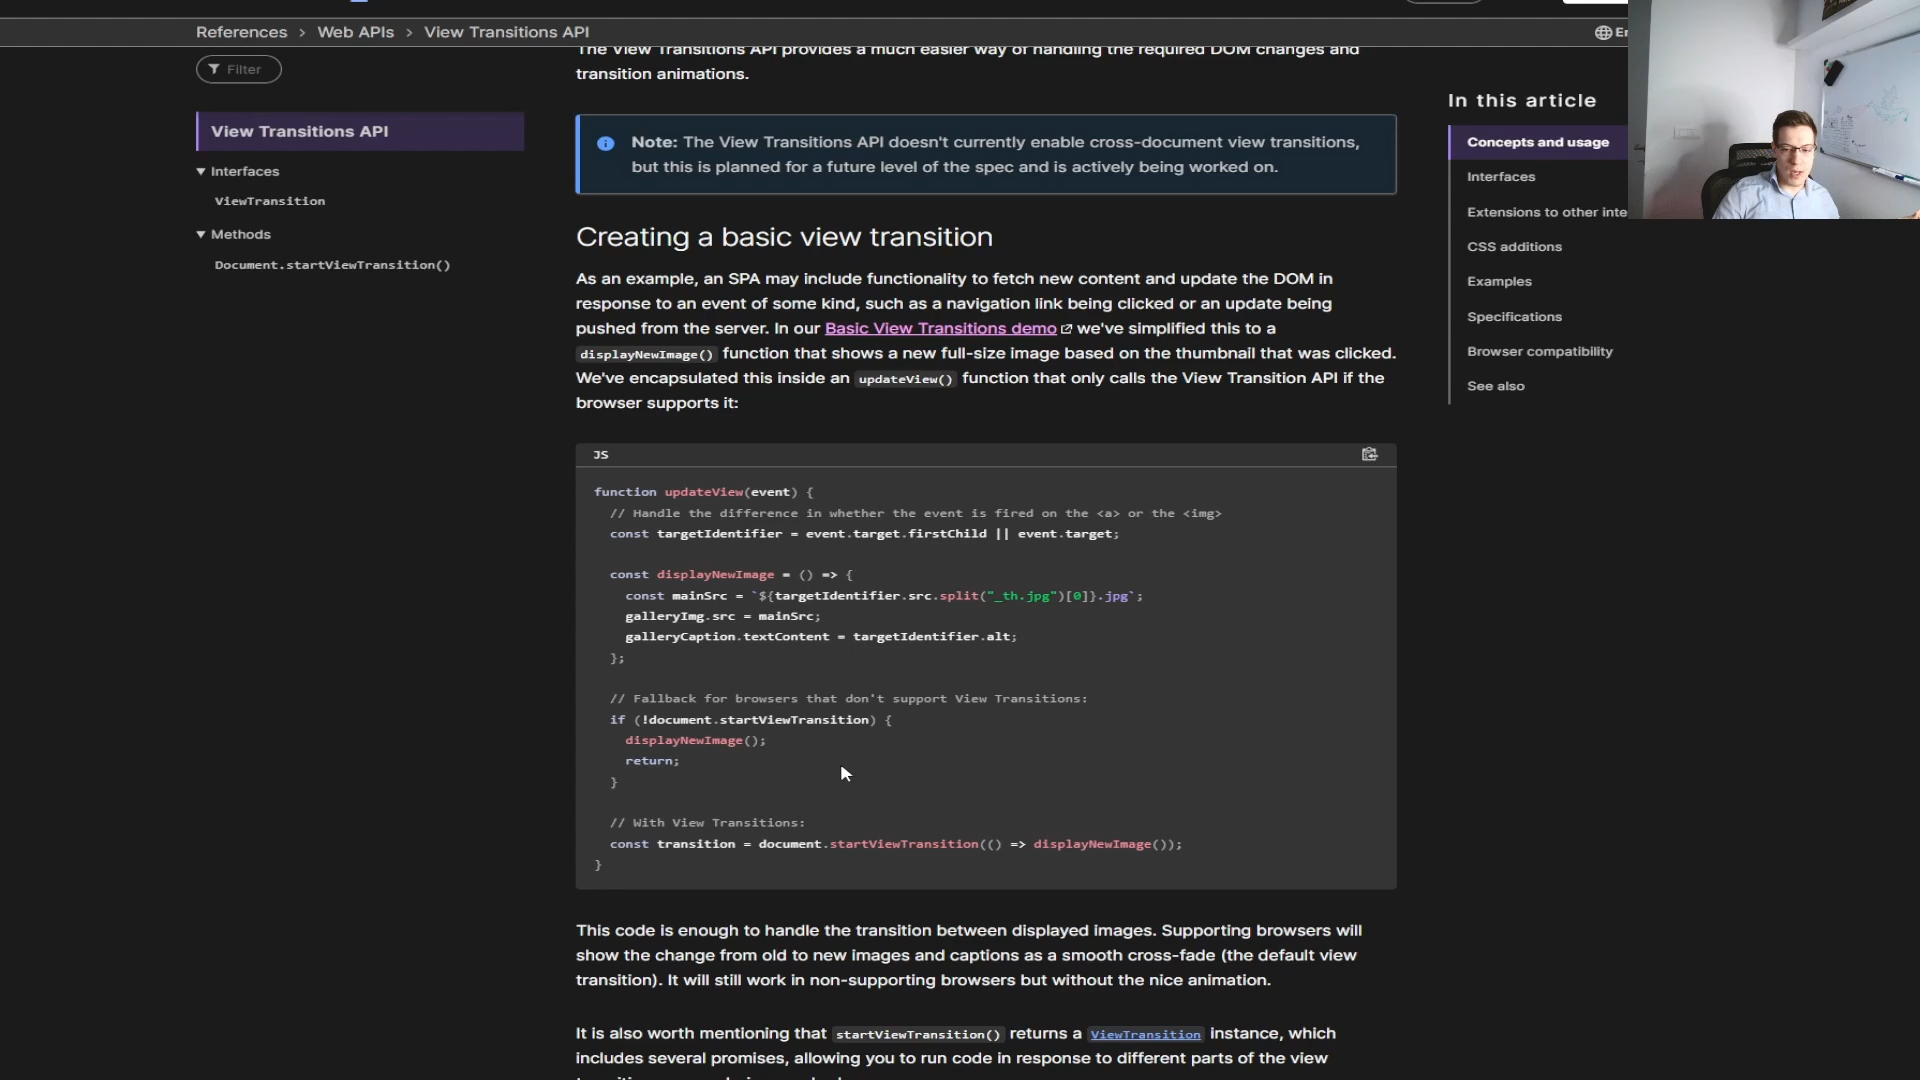 References > Web APIs > View Transitions API
Filter
View Transitions API
Interfaces
ViewTransition
Methods
Document.startViewTransition()
The View Transitions API provides a much easier way of handling the required DOM changes and
transition animations.
Note: The View Transitions API doesn't currently enable cross-document view transitions,
but this is planned for a future level of the spec and is actively being worked on.
Creating a basic view transition
As an example, an SPA may include functionality to fetch new content and update the DOM in
response to an event of some kind, such as a navigation link being clicked or an update being
pushed from the server. In our Basic View Transitions demo we've simplified this to a
displayNewImage() function that shows a new full-size image based on the thumbnail that was clicked.
We've encapsulated this inside an updateView() function that only calls the View Transition API if the
browser supports it:
JS
function updateView(event) {
// Handle the difference in whether the event is fired on the <a> or the <img>
const targetIdentifier = event.target.firstChild || event.target;
const displayNewImage = () => {
const mainSrc = `${targetIdentifier.src.split("_th.jpg")[0]}.jpg`;
galleryImg.src = mainSrc;
galleryCaption.textContent = targetIdentifier.alt;
};
// Fallback for browsers that don't support View Transitions:
if (!document.startViewTransition) {
displayNewImage();
return;
}
// With View Transitions:
const transition = document.startViewTransition(() => displayNewImage());
}
This code is enough to handle the transition between displayed images. Supporting browsers will
show the change from old to new images and captions as a smooth cross-fade (the default view
transition). It will still work in non-supporting browsers but without the nice animation.
It is also worth mentioning that startViewTransition() returns a ViewTransition instance, which
includes several promises, allowing you to run code in response to different parts of the view
In this article
Concepts and usage
Interfaces
Extensions to other inte
CSS additions
Examples
Specifications
Browser compatibility
See also